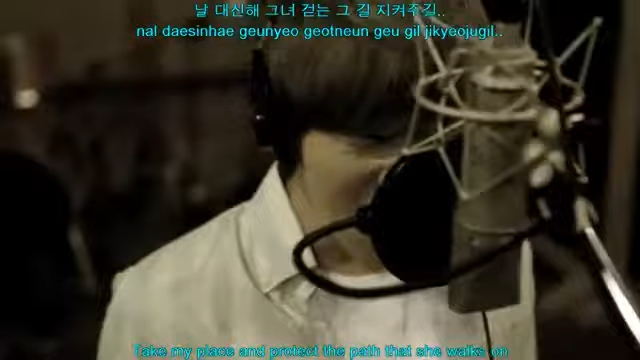 날 대신해 그녀 걷는 그 길 지켜주길..
nal daesinhae geunyeo geotneun geu gil jikyeojugil..
Take my place and protect the path that she walks on